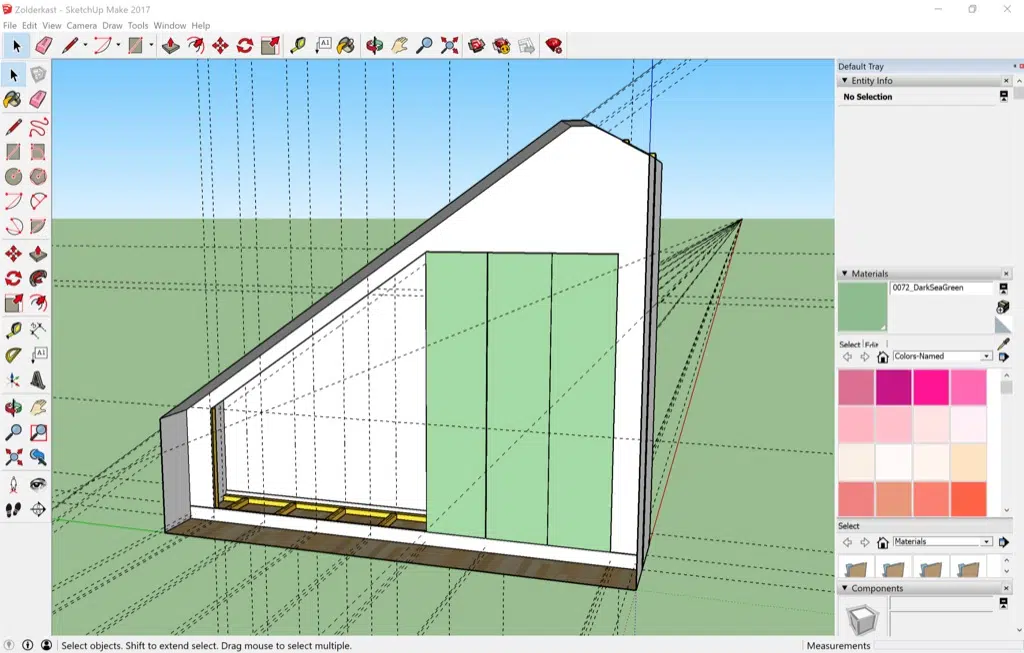 Zolderkast - SketchUp Make 2017
File Edit View Camera Draw Tools Window Help
A1
Default Tray
Entity Info
No Selection
A1
Materials
0072_DarkSeaGreen
Select Edit
Colors-Named
Select
Materials
Components
Select objects. Shift to extend select. Drag mouse to select multiple.
Measurements